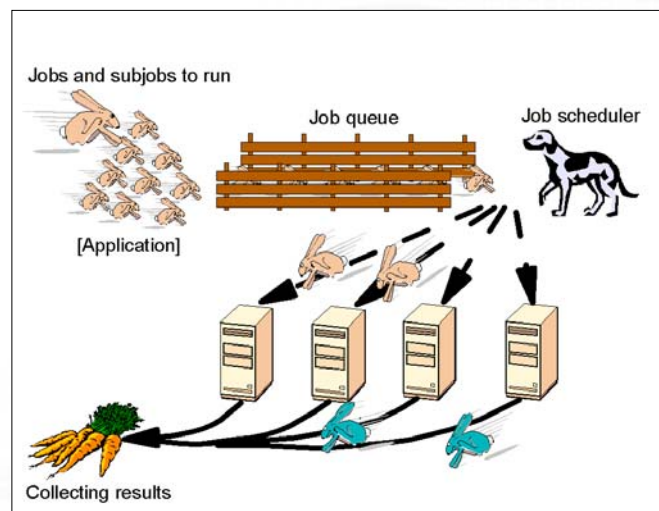 Jobs and subjobs to run
Job queue
Job scheduler
[Application]
Collecting results